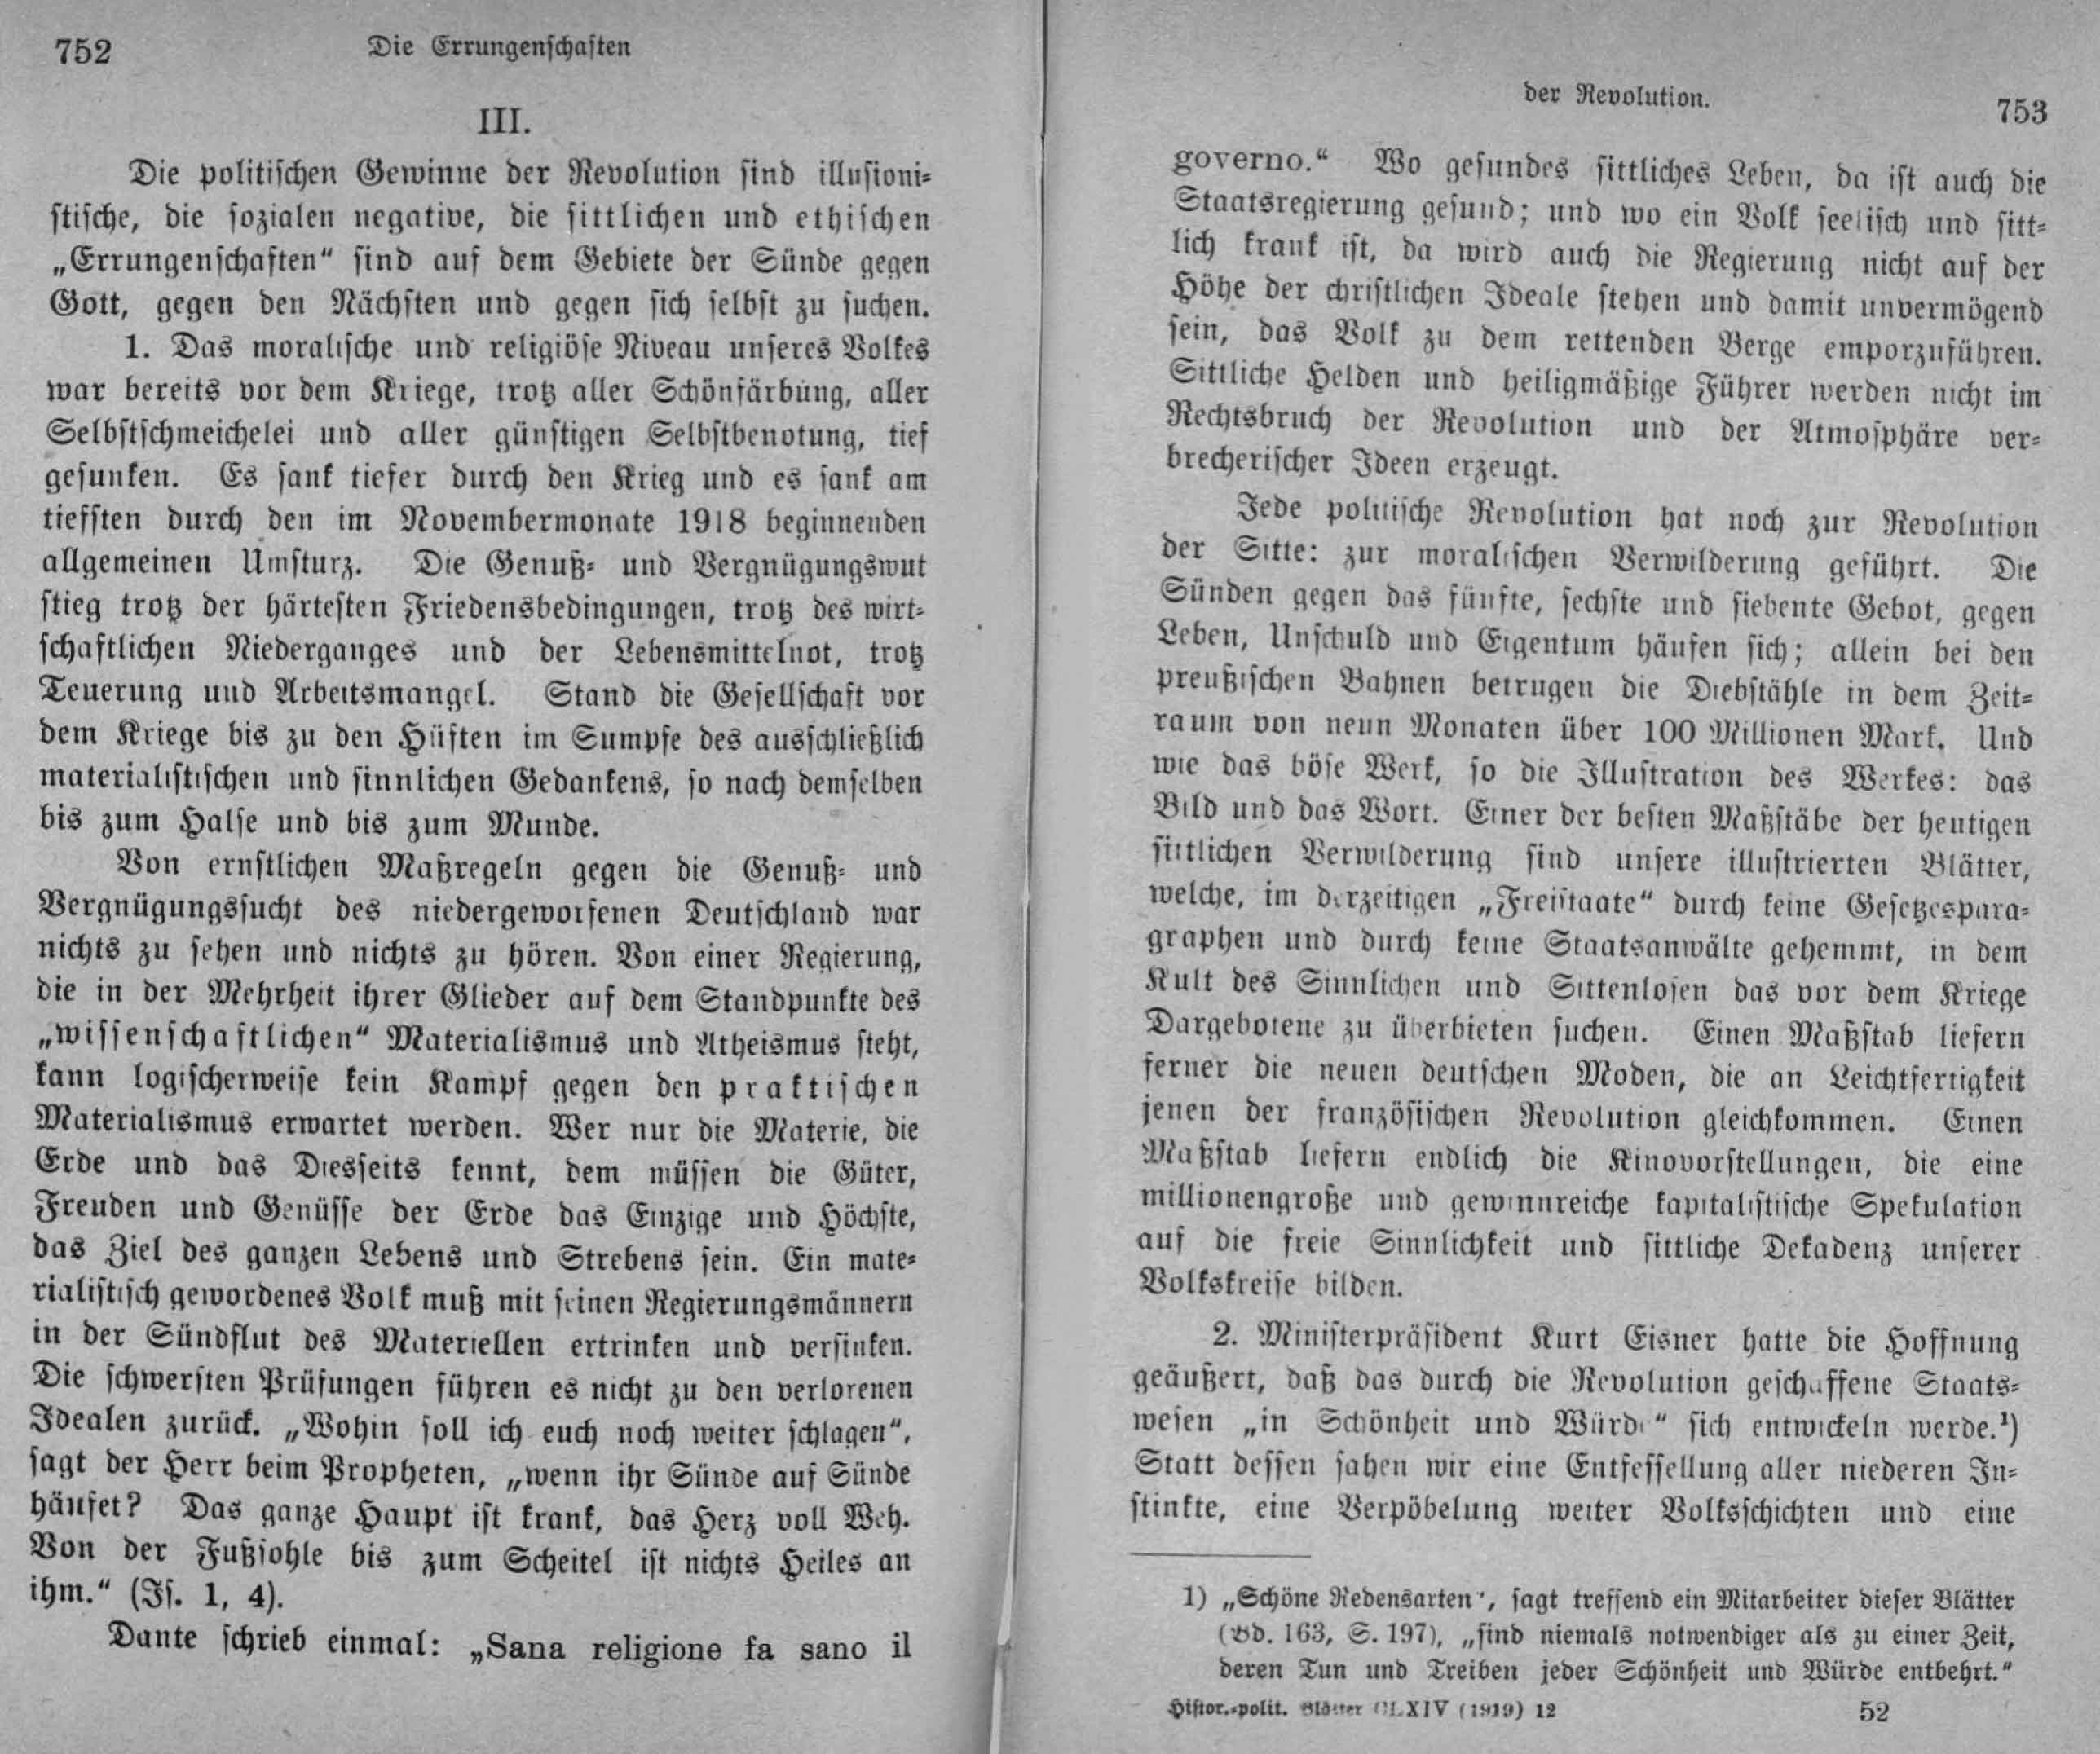 752
Die Errungenschaften
III.
Die politischen Gewinne der Revolution sind illusioni-
stische, die sozialen negative, die sittlichen und ethischen
„Errungenschaften“ sind auf dem Gebiete der Sünde gegen
Gott, gegen den Nächsten und gegen sich selbst zu suchen.
1. Das moralische und religiöse Niveau unseres Volkes
war bereits vor dem Kriege, trotz aller Schönfärbung, aller
Selbstschmeichelei und aller günstigen Selbstbenotung, tief
gesunken. Es sank tiefer durch den Krieg und es sank am
tiefsten durch den im Novembermonate 1918 beginnenden
allgemeinen Umsturz. Die Genuß- und Vergnügungswut
stieg trotz der härtesten Friedensbedingungen, trotz des wirt-
schaftlichen Niederganges und der Lebensmittelnot, trotz
Teuerung und Arbeitsmangel. Stand die Gesellschaft vor
dem Kriege bis zu den Hüften im Sumpfe des ausschließlich
materialistischen und sinnlichen Gedankens, so nach demselben
bis zum Halse und bis zum Munde.
Von ernstlichen Maßregeln gegen die Genuß- und
Vergnügungssucht des niedergeworfenen Deutschland war
nichts zu sehen und nichts zu hören. Von einer Regierung,
die in der Mehrheit ihrer Glieder auf dem Standpunkte des
„wissenschaftlichen“ Materialismus und Atheismus steht,
kann logischerweise kein Kampf gegen den praktischen
Materialismus erwartet werden. Wer nur die Materie, die
Erde und das Diesseits kennt, dem müssen die Güter,
Freuden und Genüsse der Erde das Einzige und Höchste,
das Ziel des ganzen Lebens und Strebens sein. Ein mate-
rialistisch gewordenes Volk muß mit seinen Regierungsmännern
in der Sündflut des Materiellen ertrinken und versinken.
Die schwersten Prüfungen führen es nicht zu den verlorenen
Idealen zurück. „Wohin soll ich euch noch weiter schlagen“,
sagt der Herr beim Propheten, „wenn ihr Sünde auf Sünde
häufet? Das ganze Haupt ist krank, das Herz voll Weh.
Von der Fußsohle bis zum Scheitel ist nichts Heiles an
ihm.“ (Is. 1, 4).
Dante schrieb einmal: „Sana religione fa sano il
der Revolution.
753
governo.“ Wo gesundes sittliches Leben, da ist auch die
Staatsregierung gesund; und wo ein Volk seelisch und sitt-
lich krank ist, da wird auch die Regierung nicht auf der
Höhe der christlichen Ideale stehen und damit unvermögend
sein, das Volk zu dem rettenden Berge emporzuführen.
Sittliche Helden und heiligmäßige Führer werden nicht im
Rechtsbruch der Revolution und der Atmosphäre ver-
brecherischer Ideen erzeugt.
Jede politische Revolution hat noch zur Revolution
der Sitte: zur moralischen Verwilderung geführt. Die
Sünden gegen das fünfte, sechste und siebente Gebot, gegen
Leben, Unschuld und Eigentum häufen sich; allein bei den
preußischen Bahnen betrugen die Diebstähle in dem Zeit-
raum von neun Monaten über 100 Millionen Mark. Und
wie das böse Werk, so die Illustration des Werkes: das
Bild und das Wort. Einer der besten Maßstäbe der heutigen
sittlichen Verwilderung sind unsere illustrierten Blätter,
welche, im derzeitigen „Freistaate“ durch keine Gesetzespara-
graphen und durch keine Staatsanwälte gehemmt, in dem
Kult des Sinnlichen und Sittenlosen das vor dem Kriege
Dargebotene zu überbieten suchen. Einen Maßstab liefern
ferner die neuen deutschen Moden, die an Leichtfertigkeit
jenen der französischen Revolution gleichkommen. Einen
Maßstab liefern endlich die Kinovorstellungen, die eine
millionengroße und gewinnreiche kapitalistische Spekulation
auf die freie Sinnlichkeit und sittliche Dekadenz unserer
Volkskreise bilden.
2. Ministerpräsident Kurt Eisner hatte die Hoffnung
geäußert, daß das durch die Revolution geschaffene Staats-
wesen „in Schönheit und Würde“ sich entwickeln werde.¹)
Statt dessen sahen wir eine Entfesselung aller niederen In-
stinkte, eine Verpöbelung weiter Volksschichten und eine
1) „Schöne Redensarten“, sagt treffend ein Mitarbeiter dieser Blätter
(Bd. 163, S. 197), „sind niemals notwendiger als zu einer Zeit,
deren Tun und Treiben jeder Schönheit und Würde entbehrt.“
Histor.-polit. Blätter CLXIV (1919) 12
52